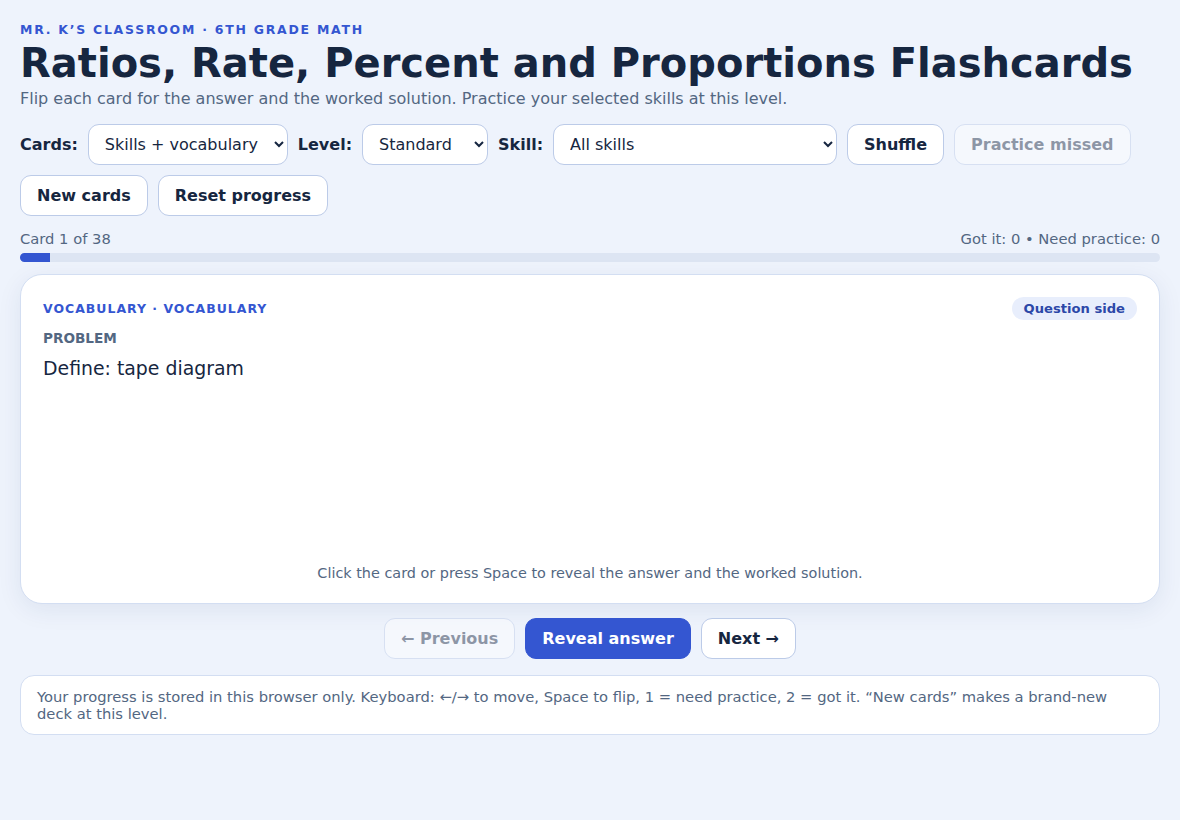 MR. K’S CLASSROOM · 6TH GRADE MATH
Ratios, Rate, Percent and Proportions Flashcards
Flip each card for the answer and the worked solution. Practice your selected skills at this level.
Cards: Skills + vocabulary Level: Standard Skill: All skills Shuffle Practice missed
New cards Reset progress
Card 1 of 38 Got it: 0 • Need practice: 0
VOCABULARY · VOCABULARY Question side
PROBLEM
Define: tape diagram
Click the card or press Space to reveal the answer and the worked solution.
← Previous Reveal answer Next →
Your progress is stored in this browser only. Keyboard: ←/→ to move, Space to flip, 1 = need practice, 2 = got it. “New cards” makes a brand-new
deck at this level.